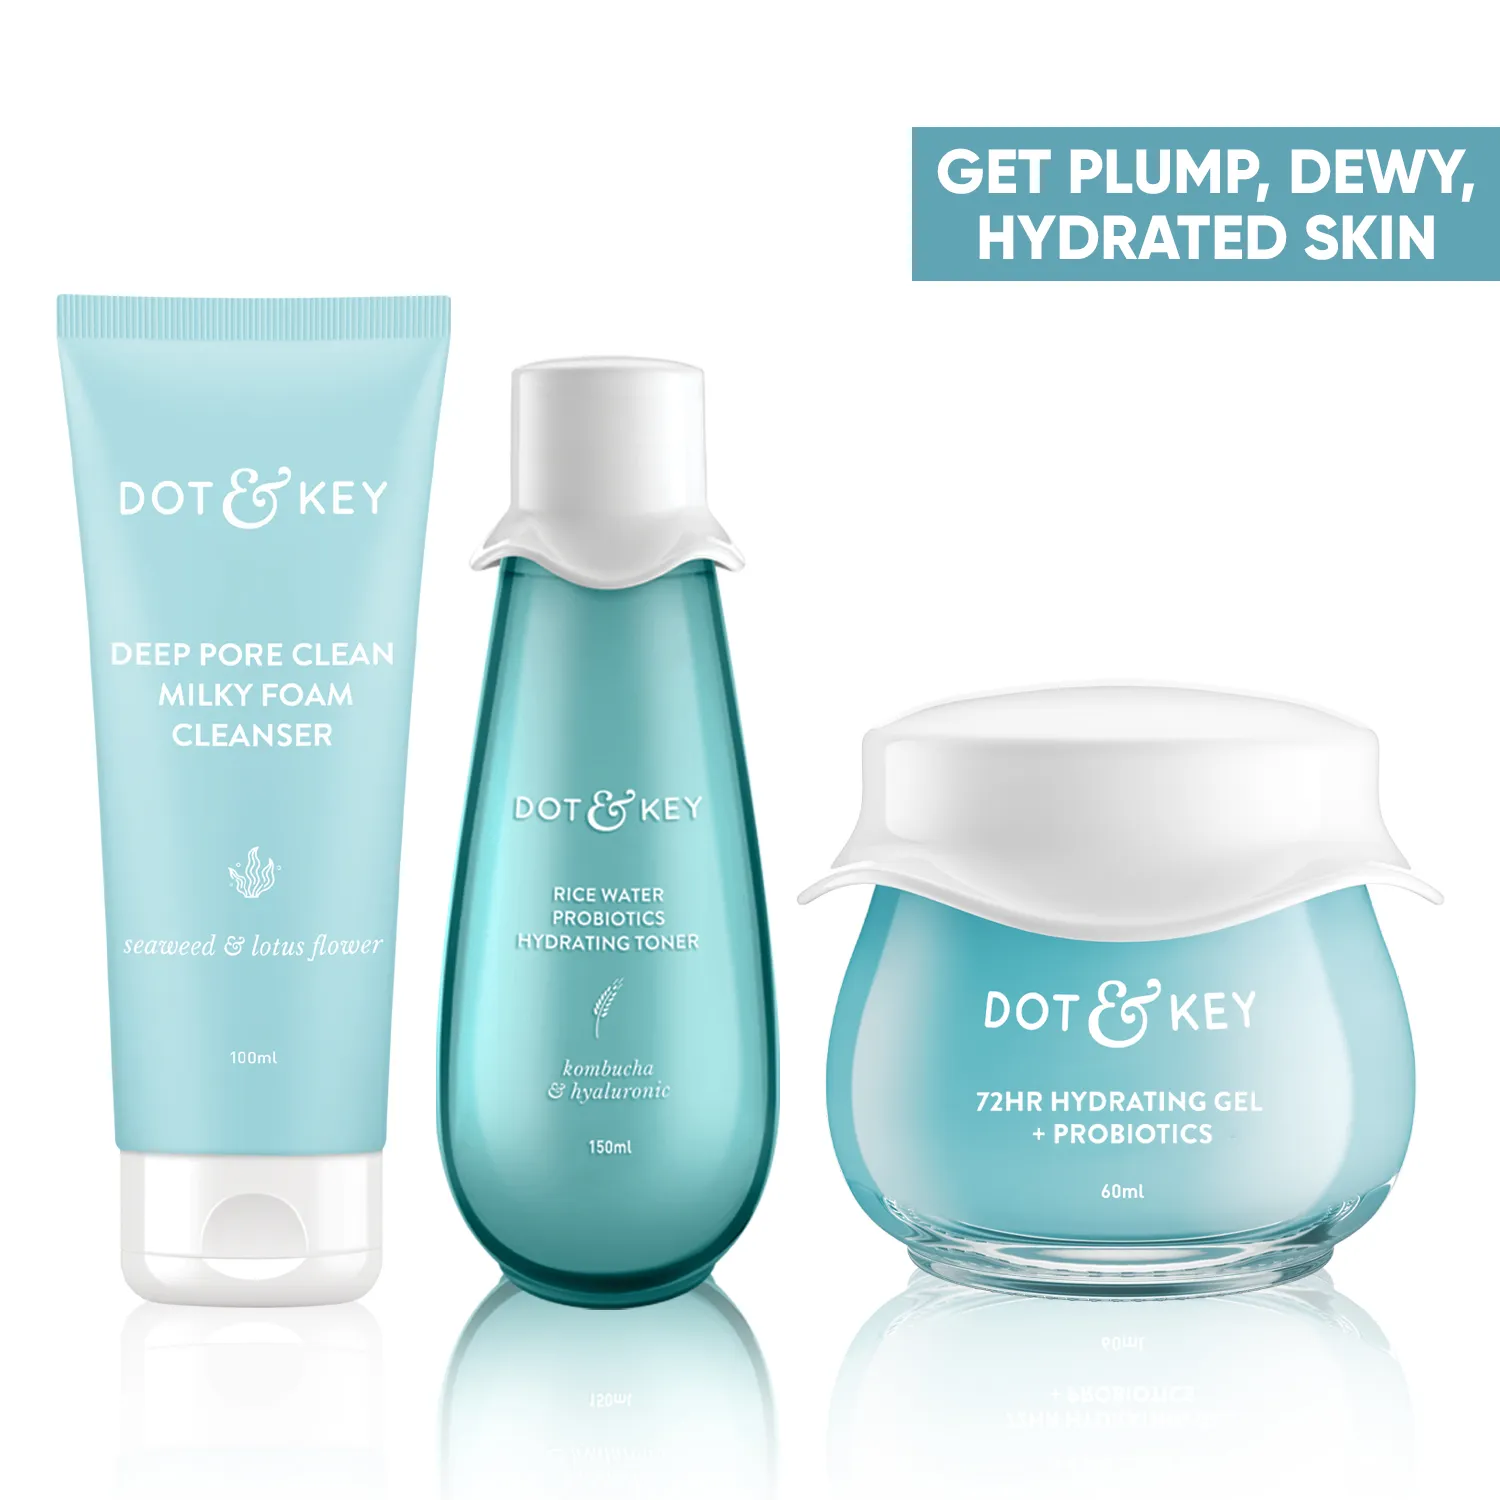 GET PLUMP, DEWY,
HYDRATED SKIN
DOT & KEY
DEEP PORE CLEAN
MILKY FOAM
CLEANSER
seaweed & lotus flower
100ml
DOT & KEY
RICE WATER
PROBIOTICS
HYDRATING TONER
kombucha
& hyaluronic
150ml
DOT & KEY
72HR HYDRATING GEL
+ PROBIOTICS
60ml